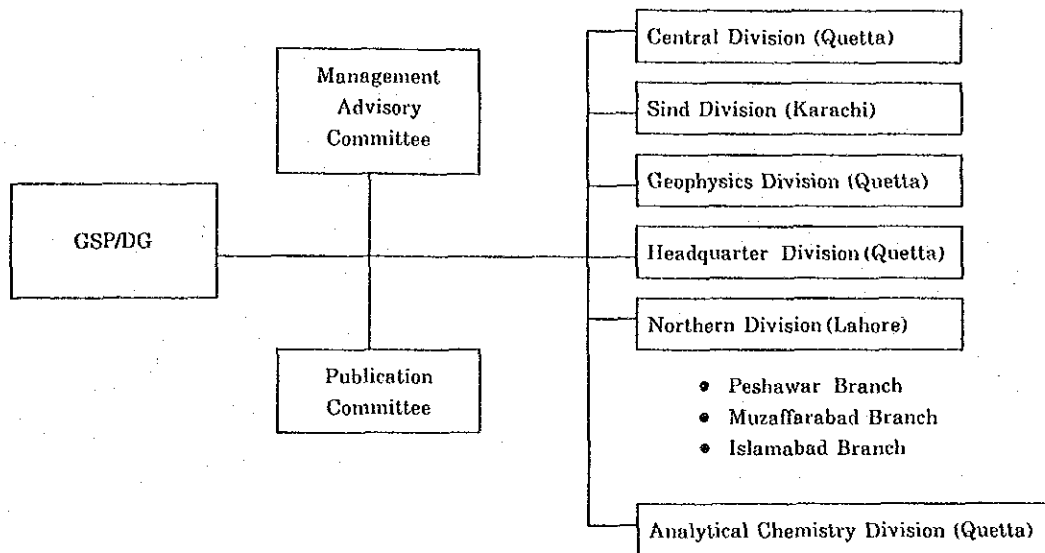 GSP/DG
Management
Advisory
Committee
Publication
Committee
Central Division (Quetta)
Sind Division (Karachi)
Geophysics Division (Quetta)
Headquarter Division (Quetta)
Northern Division (Lahore)
• Peshawar Branch
• Muzaffarabad Branch
• Islamabad Branch
Analytical Chemistry Division (Quetta)